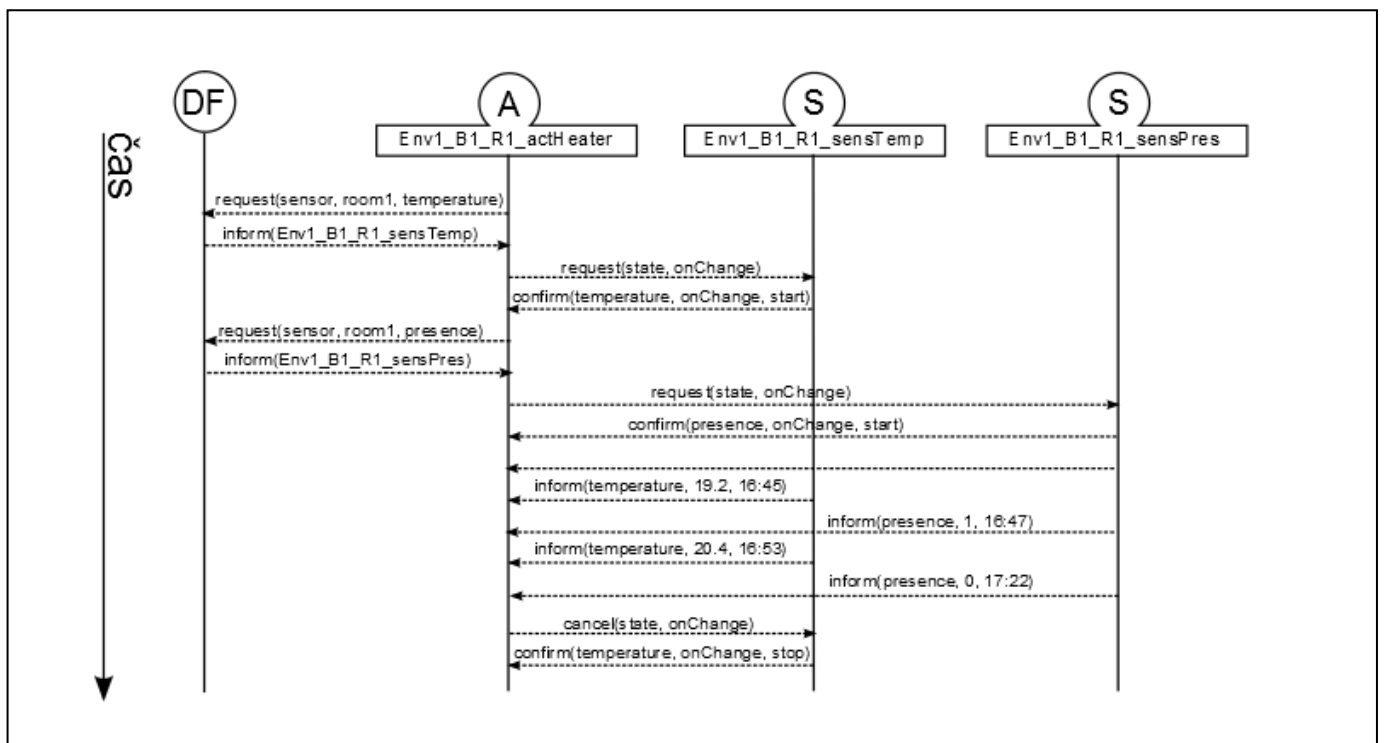 DF
A
S
S
Env1_B1_R1_actHeater
Env1_B1_R1_sensTemp
Env1_B1_R1_sensPres
čas
request(sensor, room1, temperature)
inform(Env1_B1_R1_sensTemp)
request(state, onChange)
confirm(temperature, onChange, start)
request(sensor, room1, presence)
inform(Env1_B1_R1_sensPres)
request(state, onChange)
confirm(presence, onChange, start)
inform(temperature, 19.2, 16:45)
inform(presence, 1, 16:47)
inform(temperature, 20.4, 16:53)
inform(presence, 0, 17:22)
cancel(state, onChange)
confirm(temperature, onChange, stop)